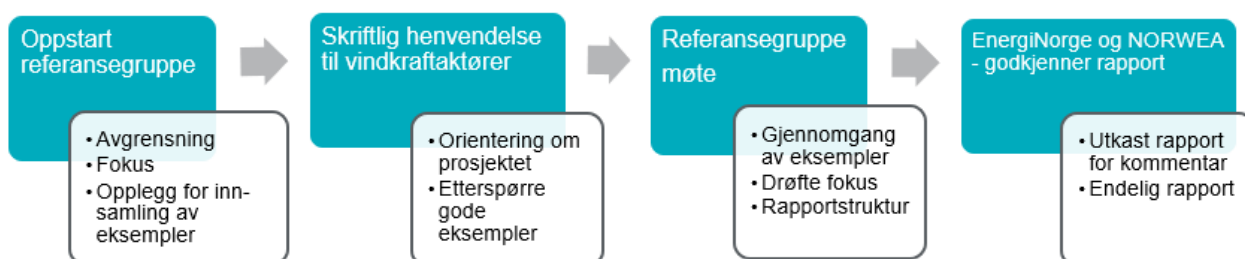 Oppstart
referansegruppe
• Avgrensning
• Fokus
• Opplegg for inn-
samling av
eksempler
Skriftlig henvendelse
til vindkraftaktører
• Orientering om
prosjektet
• Etterspørre
gode
eksempler
Referansegruppe
møte
• Gjennomgang
av eksempler
• Drøfte fokus
• Rapportstruktur
EnergiNorge og NORWEA
- godkjenner rapport
• Utkast rapport
for kommentar
• Endelig rapport